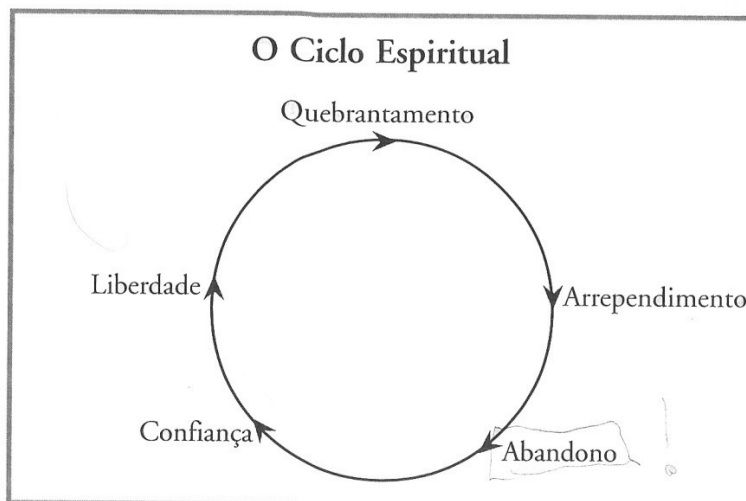 O Ciclo Espiritual
Quebrantamento
Liberdade
Arrependimento
Confiança
Abandono
!